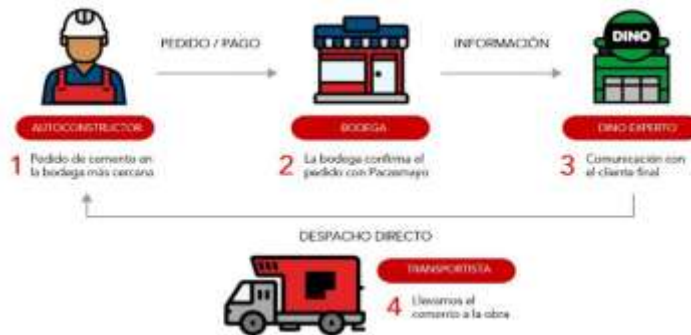 PEDIDO / PAGO
INFORMACIÓN
DINO
AUTOCONSTRUCTOR
BODEGA
DINO EXPERTO
1 Pedido de cemento en
la bodega más cercana
2 La bodega confirma el
pedido con Pacasmayo
3 Comunicación con
el cliente final
DESPACHO DIRECTO
TRANSPORTISTA
4 Llevamos el
cemento a la obra